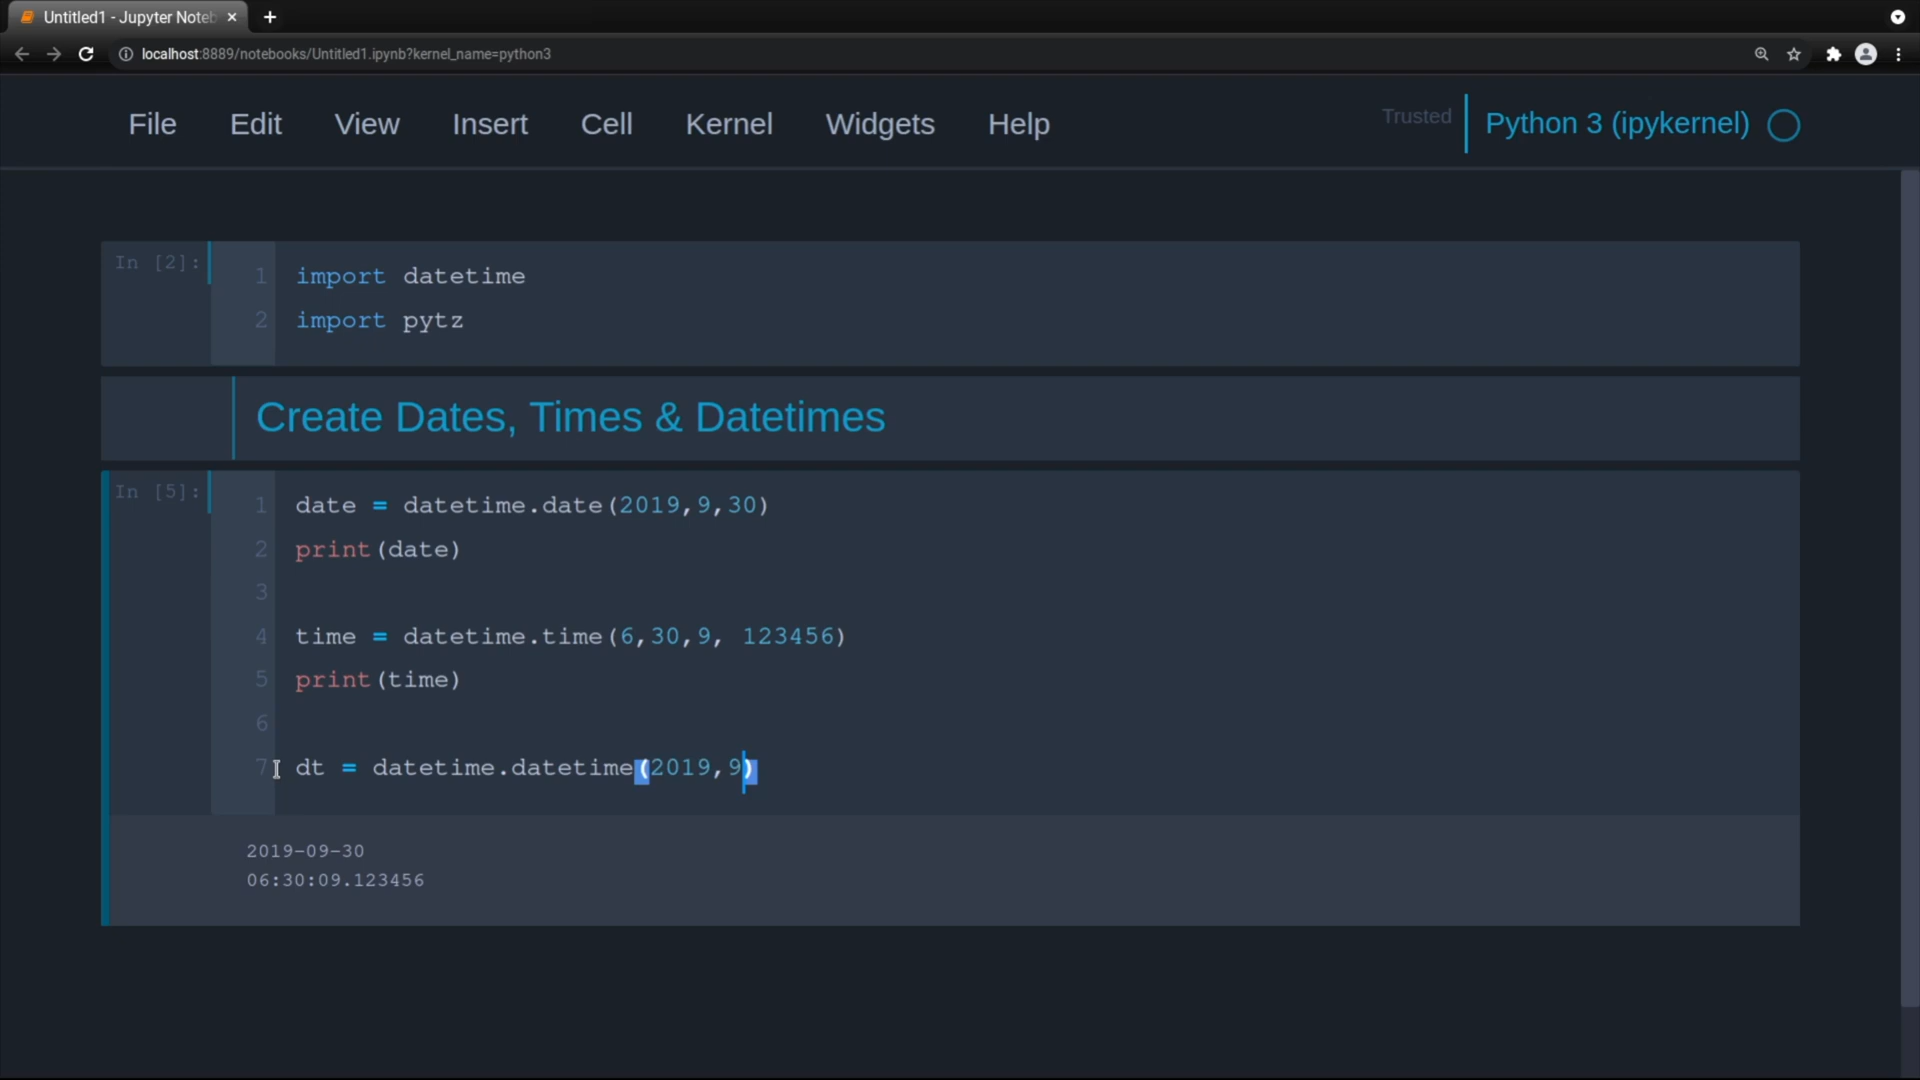 Untitled1 - Jupyter Noteb
localhost:8889/notebooks/Untitled1.ipynb?kernel_name=python3
File Edit View Insert Cell Kernel Widgets Help Trusted Python 3 (ipykernel)
In [2]:
1 import datetime
2 import pytz
Create Dates, Times & Datetimes
In [5]:
1 date = datetime.date(2019,9,30)
2 print(date)
3
4 time = datetime.time(6,30,9, 123456)
5 print(time)
6
7 dt = datetime.datetime(2019,9)
2019-09-30
06:30:09.123456